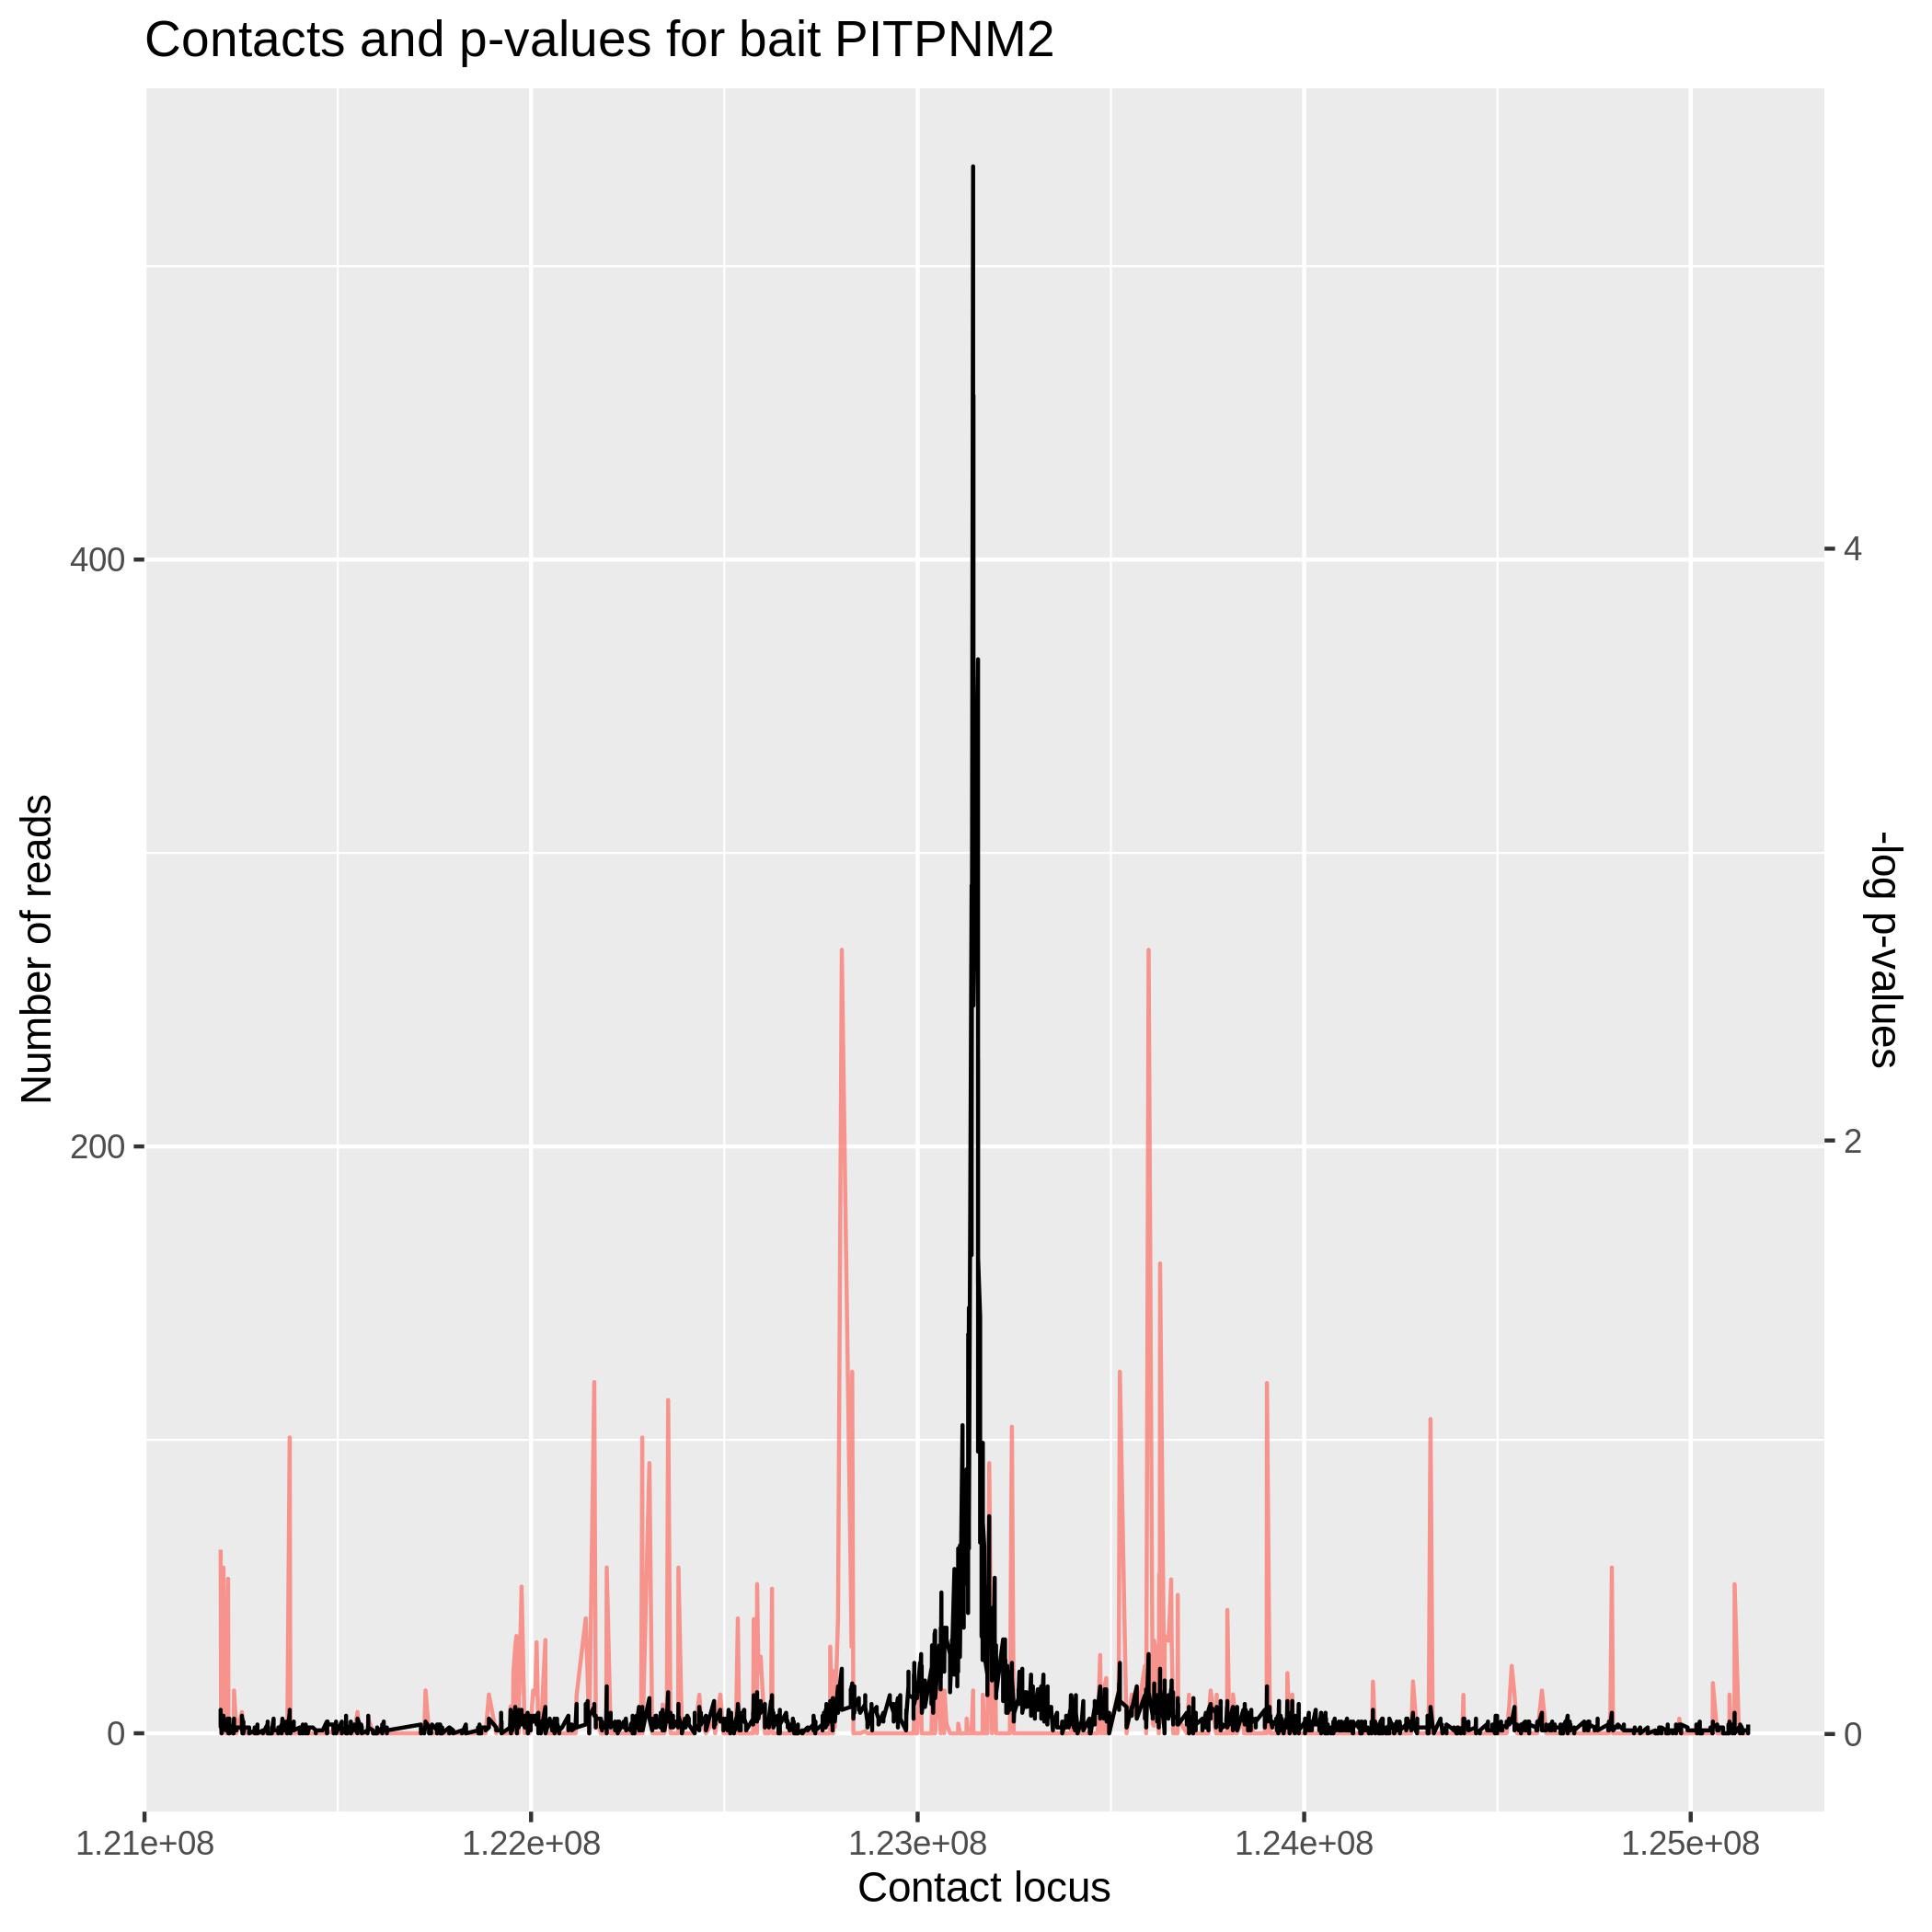 Contacts and p-values for bait PITPNM2
Number of reads
400
200
0
4
2
0
-log p-values
1.21e+08 1.22e+08 1.23e+08 1.24e+08 1.25e+08
Contact locus